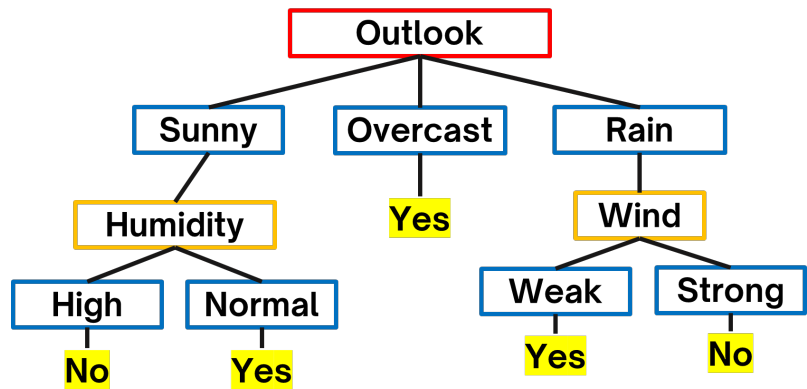 Outlook
Sunny
Overcast
Rain
Humidity
Yes
Wind
High
Normal
Weak
Strong
No
Yes
Yes
No